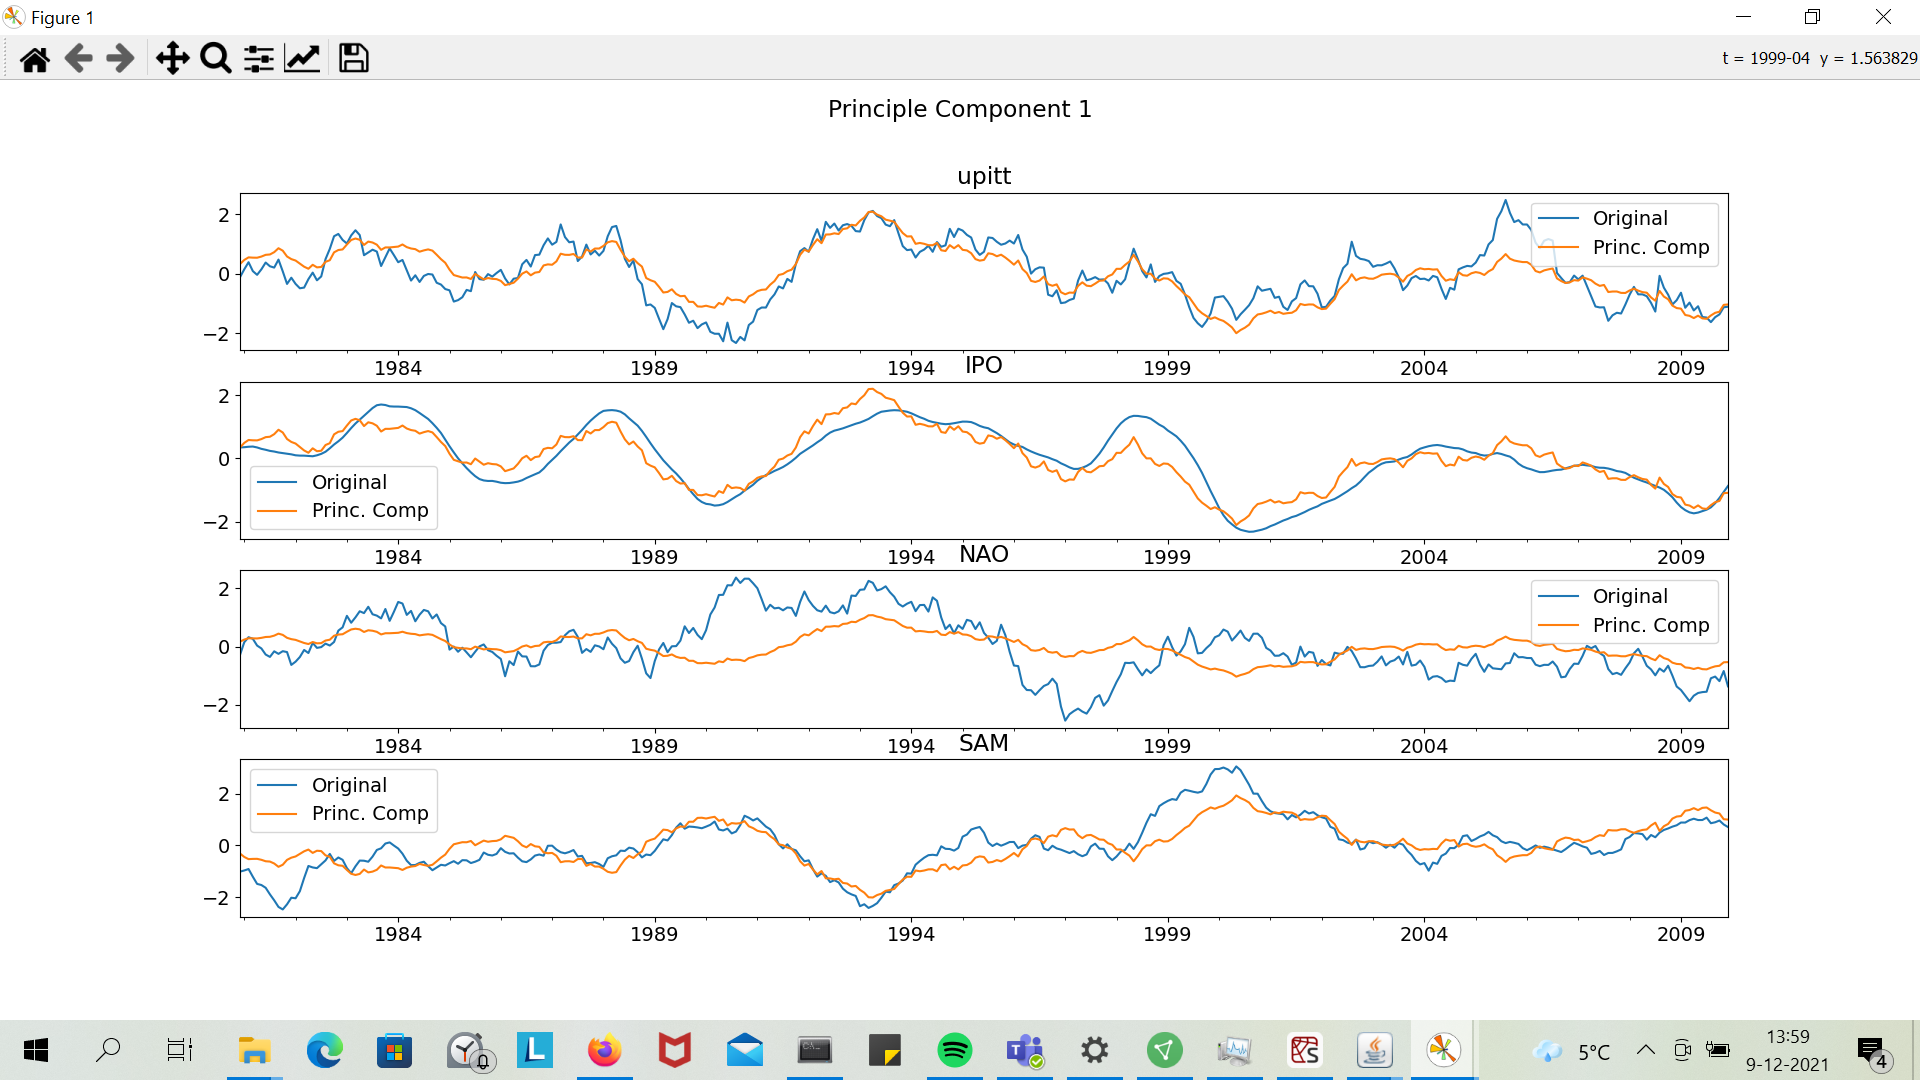 Figure 1
t = 1999-04 y = 1.563829
Principle Component 1
upitt
2
0
−2
Original
Princ. Comp
1984 1989 1994 1999 2004 2009
IPO
2
0
−2
Original
Princ. Comp
1984 1989 1994 1999 2004 2009
NAO
2
0
−2
Original
Princ. Comp
1984 1989 1994 1999 2004 2009
SAM
2
0
−2
Original
Princ. Comp
1984 1989 1994 1999 2004 2009
L
5°C
13:59
9-12-2021
4